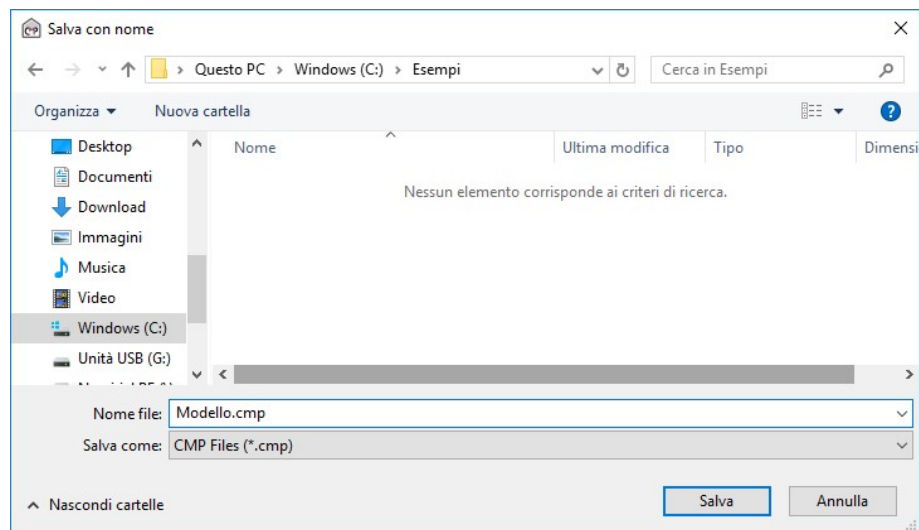 Salva con nome
Questo PC > Windows (C:) > Esempi
Cerca in Esempi
Organizza
Nuova cartella
Nome
Ultima modifica
Tipo
Dimensi
Desktop
Documenti
Download
Immagini
Musica
Video
Windows (C:)
Unità USB (G:)
Nessun elemento corrisponde ai criteri di ricerca.
Nome file: Modello.cmp
Salva come: CMP Files (*.cmp)
Nascondi cartelle
Salva
Annulla